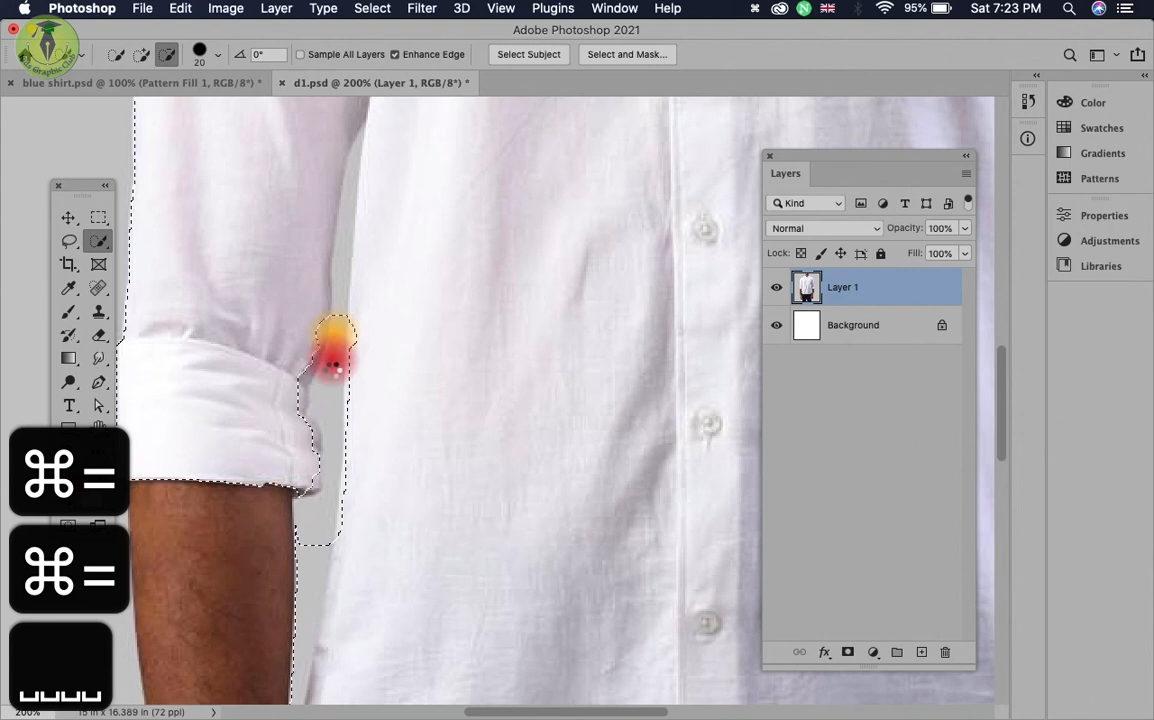 Photoshop File Edit Image Layer Type Select Filter 3D View Plugins Window Help 95% Sat 7:23 PM
Adobe Photoshop 2021
20 0° Sample All Layers Enhance Edge Select Subject Select and Mask...
blue shirt.psd @ 100% (Pattern Fill 1, RGB/8*) * d1.psd @ 200% (Layer 1, RGB/8*) *
Color
Swatches
Gradients
Patterns
Properties
Adjustments
Libraries
Layers
Kind
Normal Opacity: 100%
Lock: Fill: 100%
Layer 1
Background
⌘=
⌘=
200% 15 in x 16.389 in (72 ppi)